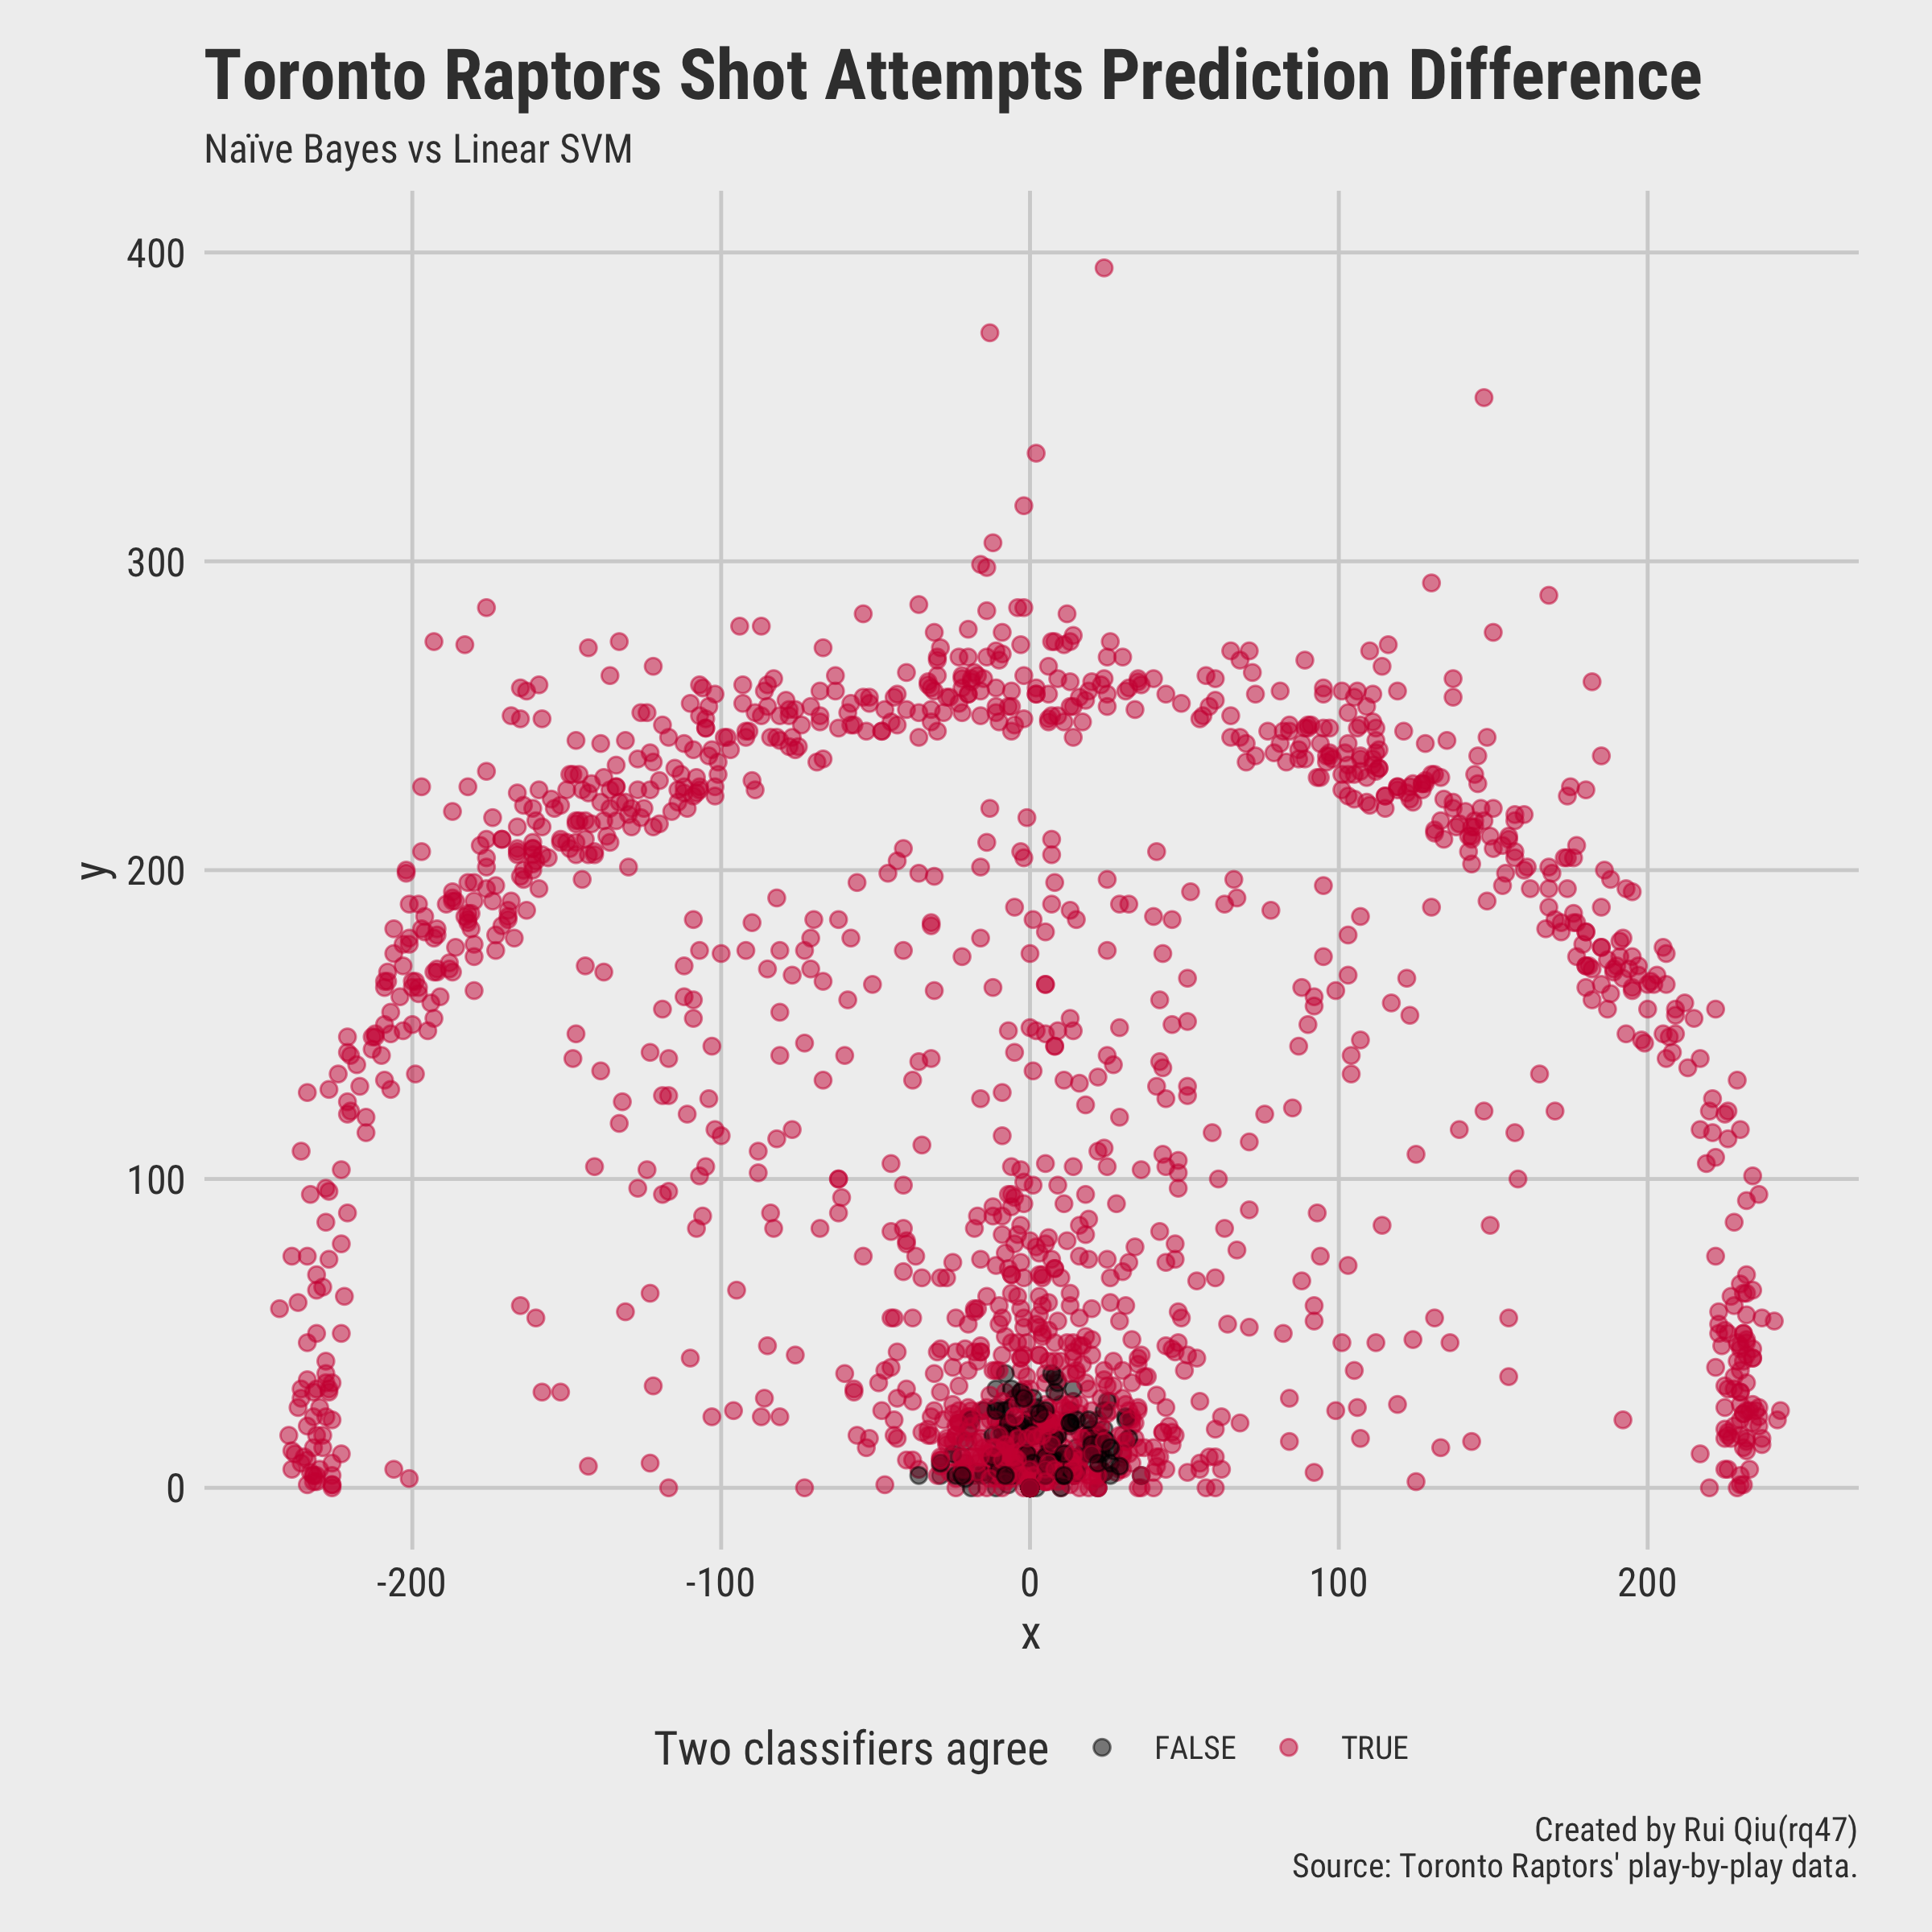 Toronto Raptors Shot Attempts Prediction Difference
Naïve Bayes vs Linear SVM
400
300
200
100
0
y
-200 -100 0 100 200
x
Two classifiers agree FALSE TRUE
Created by Rui Qiu(rq47)
Source: Toronto Raptors' play-by-play data.